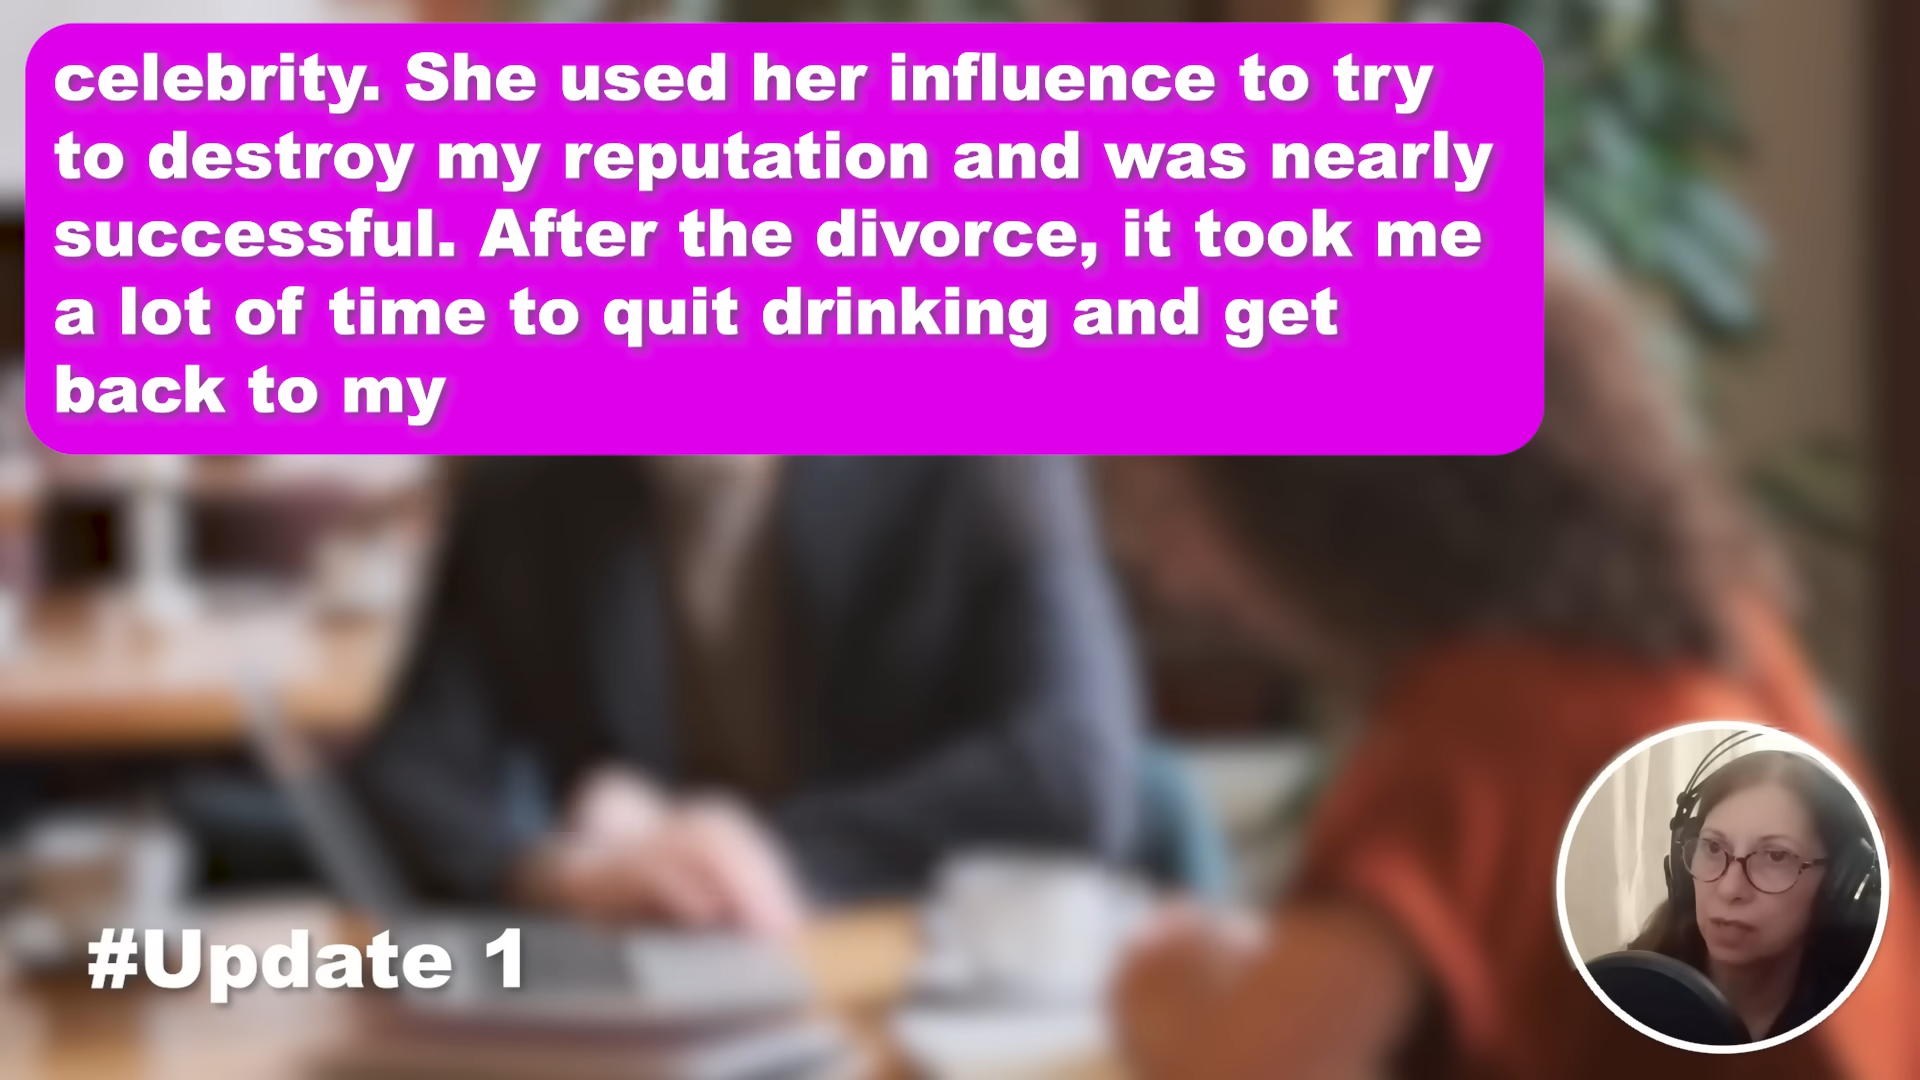 celebrity. She used her influence to try
to destroy my reputation and was nearly
successful. After the divorce, it took me
a lot of time to quit drinking and get
back to my
#Update 1